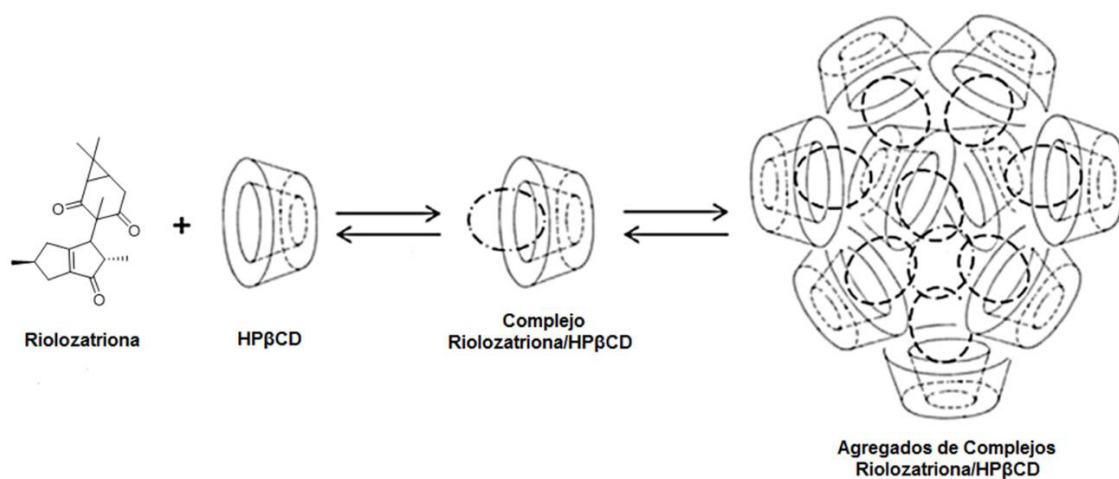 O
O
O
+
Riolozatriona
HPβCD
Complejo
Riolozatriona/HPβCD
Agregados de Complejos
Riolozatriona/HPβCD